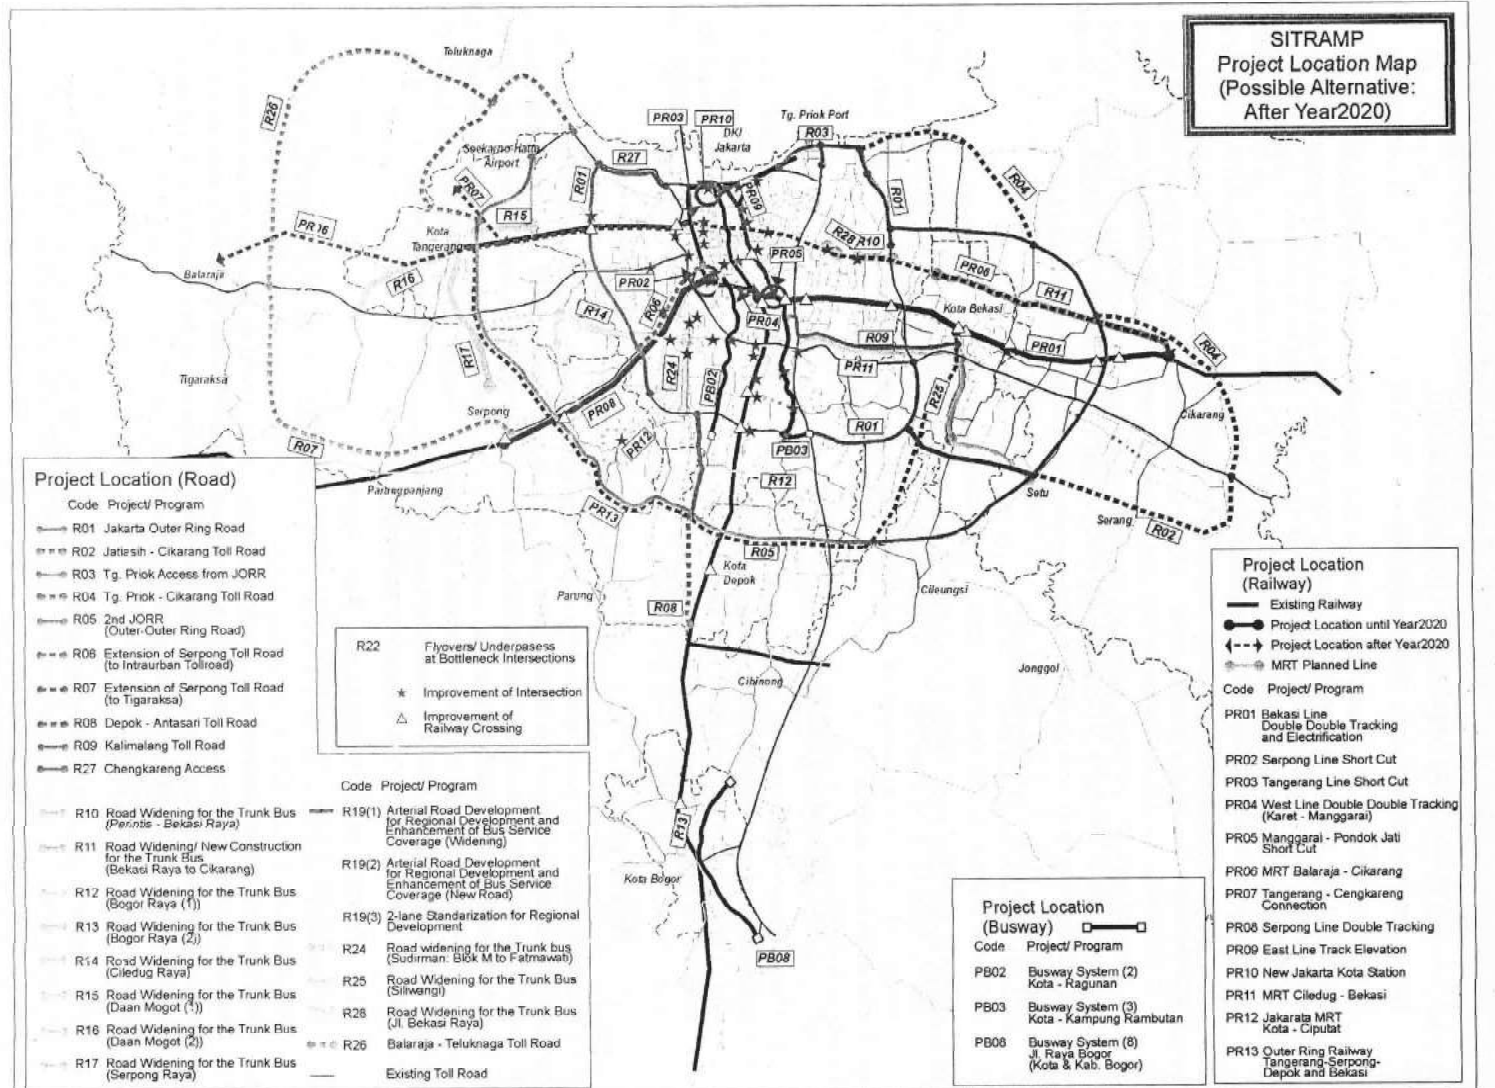 SITRAMP
Project Location Map
(Possible Alternative:
After Year2020)
Teluknaga
R26
PR03
PR10
DKI
Jakarta
Tg. Priok Port
R03
Soekarno-Hatta
Airport
R27
R01
PR07
PR09
R01
R04
R15
PR06
Kota
Tangerang
R28
R10
PR05
PR06
Balaraja
R16
PR02
R11
R06
R14
Kota Bekasi
PR04
R09
PR01
R04
R17
R24
PR11
PB02
R25
Tigaraksa
Serpong
PR08
Cikarang
R01
R07
PR12
PB03
R12
Parungpanjang
Setu
PR13
Serang
R02
R05
Kota
Depok
Parung
R08
Cileungsi
Jonggol
Cibinong
R13
Kota Bogor
PB08
Project Location (Road)
Code Project/ Program
R01 Jakarta Outer Ring Road
R02 Jatiasih - Cikarang Toll Road
R03 Tg. Priok Access from JORR
R04 Tg. Priok - Cikarang Toll Road
R05 2nd JORR
(Outer-Outer Ring Road)
R06 Extension of Serpong Toll Road
(to Intraurban Tollroad)
R07 Extension of Serpong Toll Road
(to Tigaraksa)
R08 Depok - Antasari Toll Road
R09 Kalimalang Toll Road
R27 Chengkareng Access
R10 Road Widening for the Trunk Bus
(Perintis - Bekasi Raya)
R11 Road Widening/ New Construction
for the Trunk Bus
(Bekasi Raya to Cikarang)
R12 Road Widening for the Trunk Bus
(Bogor Raya (1))
R13 Road Widening for the Trunk Bus
(Bogor Raya (2))
R14 Road Widening for the Trunk Bus
(Ciledug Raya)
R15 Road Widening for the Trunk Bus
(Daan Mogot (1))
R16 Road Widening for the Trunk Bus
(Daan Mogot (2))
R17 Road Widening for the Trunk Bus
(Serpong Raya)
R22 Flyovers/ Underpasess
at Bottleneck Intersections
Improvement of Intersection
Improvement of
Railway Crossing
Code Project/ Program
R19(1) Arterial Road Development
for Regional Development and
Enhancement of Bus Service
Coverage (Widening)
R19(2) Arterial Road Development
for Regional Development and
Enhancement of Bus Service
Coverage (New Road)
R19(3) 2-lane Standarization for Regional
Development
R24 Road widening for the Trunk bus
(Sudirman: Blok M to Fatmawati)
R25 Road Widening for the Trunk Bus
(Siliwangi)
R28 Road Widening for the Trunk Bus
(Jl. Bekasi Raya)
R26 Balaraja - Teluknaga Toll Road
Existing Toll Road
Project Location
(Busway)
Code Project/ Program
PB02 Busway System (2)
Kota - Ragunan
PB03 Busway System (3)
Kota - Kampung Rambutan
PB08 Busway System (8)
Jl. Raya Bogor
(Kota & Kab. Bogor)
Project Location
(Railway)
Existing Railway
Project Location until Year2020
Project Location after Year2020
MRT Planned Line
Code Project/ Program
PR01 Bekasi Line
Double Double Tracking
and Electrification
PR02 Serpong Line Short Cut
PR03 Tangerang Line Short Cut
PR04 West Line Double Double Tracking
(Karet - Manggarai)
PR05 Manggarai - Pondok Jati
Short Cut
PR06 MRT Balaraja - Cikarang
PR07 Tangerang - Cengkareng
Connection
PR08 Serpong Line Double Tracking
PR09 East Line Track Elevation
PR10 New Jakarta Kota Station
PR11 MRT Ciledug - Bekasi
PR12 Jakarata MRT
Kota - Ciputat
PR13 Outer Ring Railway
Tangerang-Serpong-
Depok and Bekasi